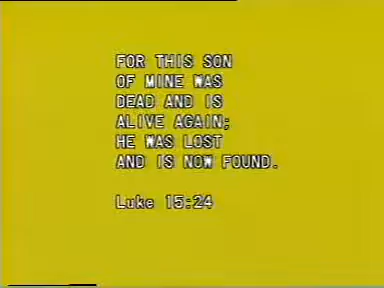 FOR THIS SON
OF MINE WAS
DEAD AND IS
ALIVE AGAIN;
HE WAS LOST
AND IS NOW FOUND.
Luke 15:24